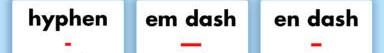 hyphen
-
em dash
—
en dash
–